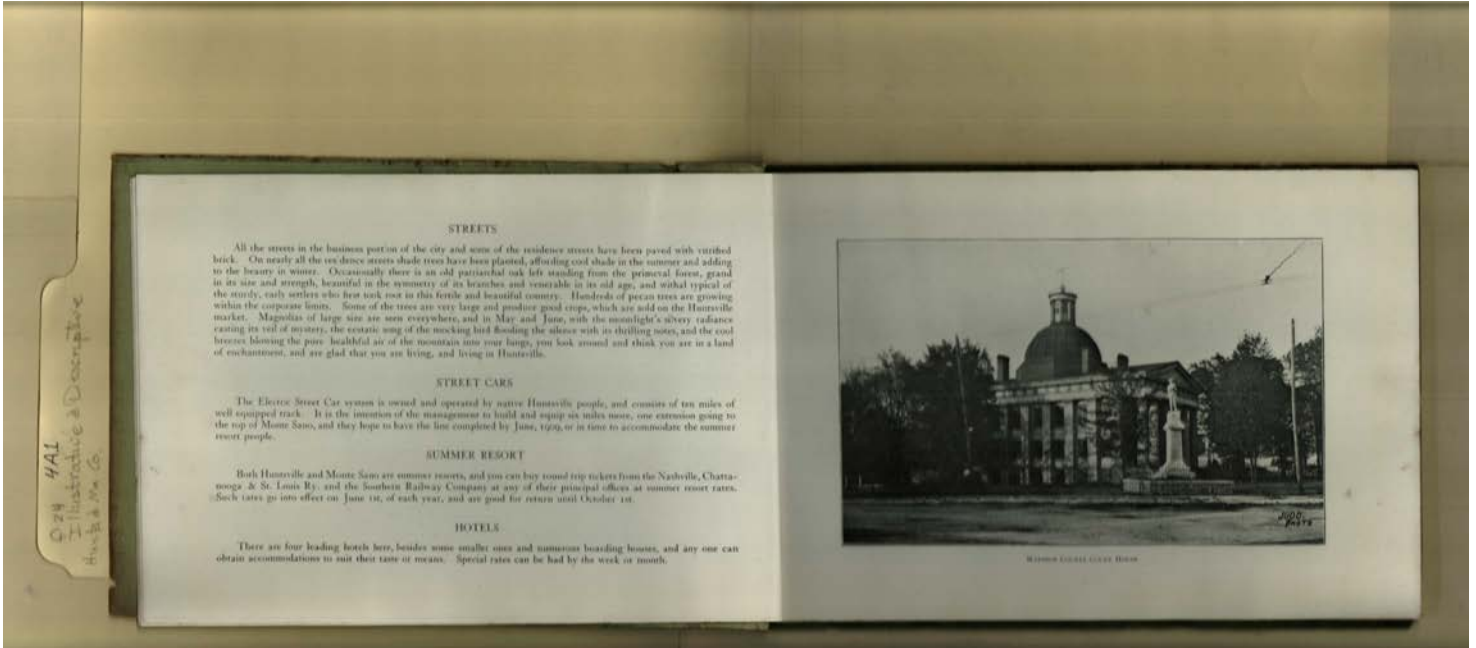 STREETS
All the streets in the business portion of the city and some of the residence streets have been paved with vitrified
brick. On nearly all the res dence streets shade trees have been planted, affording cool shade in the summer and adding
to the beauty in winter. Occasionally there is an old patriarchal oak left standing from the primeval forest, grand
in its size and strength, beautiful in the symmetry of its branches and venerable in its old age, and withal typical of
the sturdy, early settlers who first took root in this fertile and beautiful country. Hundreds of pecan trees are growing
within the corporate limits. Some of the trees are very large and produce good crops, which are sold on the Huntsville
market. Magnolias of large size are seen everywhere, and in May and June, with the moonlight's silvery radiance
casting its veil of mystery, the ecstatic song of the mocking bird flooding the silence with its thrilling notes, and the cool
breezes blowing the pure healthful air of the mountain into your lungs, you look around and think you are in a land
of enchantment, and are glad that you are living, and living in Huntsville.
STREET CARS
The Electric Street Car system is owned and operated by native Huntsville people, and consists of ten miles of
well equipped track. It is the intention of the management to build and equip six miles more, one extension going to
the top of Monte Sano, and they hope to have the line completed by June, 1909, or in time to accommodate the summer
resort people.
SUMMER RESORT
Both Huntsville and Monte Sano are summer resorts, and you can buy round trip tickets from the Nashville, Chatta-
nooga & St. Louis Ry. and the Southern Railway Company at any of their principal offices at summer resort rates.
Such rates go into effect on June 1st, of each year, and are good for return until October 1st.
HOTELS
There are four leading hotels here, besides some smaller ones and numerous boarding houses, and any one can
obtain accommodations to suit their taste or means. Special rates can be had by the week or month.
JUDD
PHOTO
MADISON COUNTY COURT HOUSE
4A1
Illustrative & Descriptive